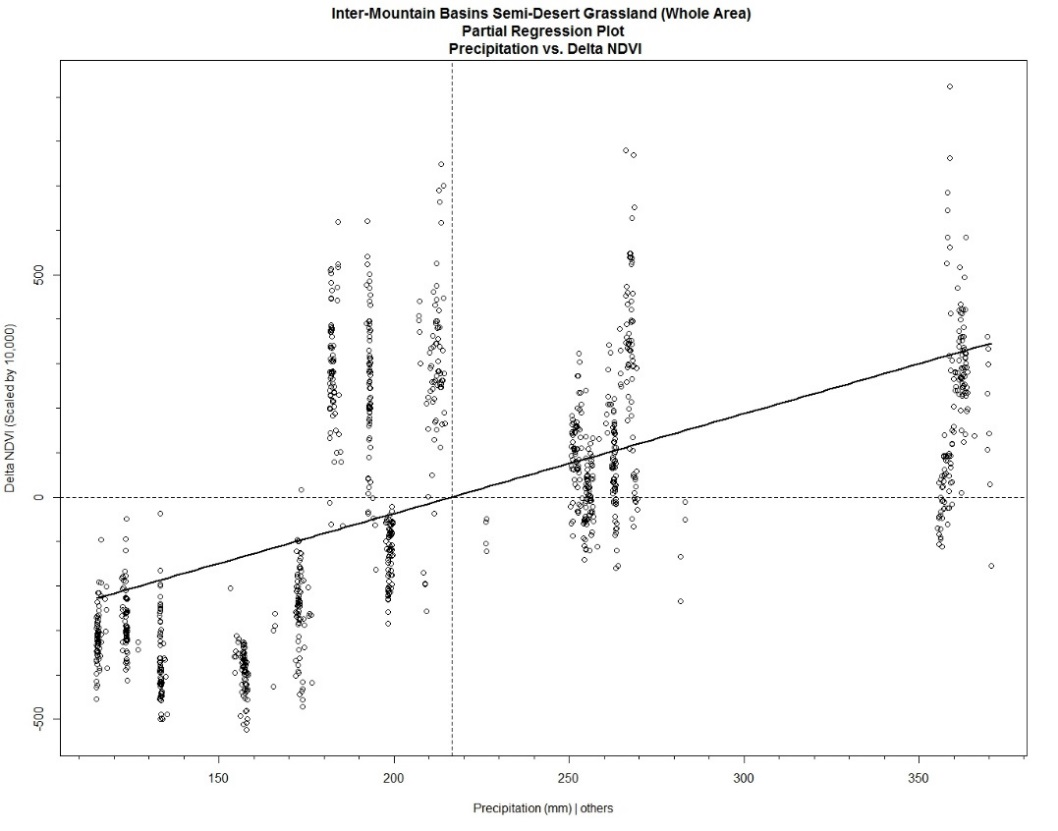 Inter-Mountain Basins Semi-Desert Grassland (Whole Area)
Partial Regression Plot
Precipitation vs. Delta NDVI
Delta NDVI (Scaled by 10,000)
500
0
-500
150 200 250 300 350
Precipitation (mm) | others